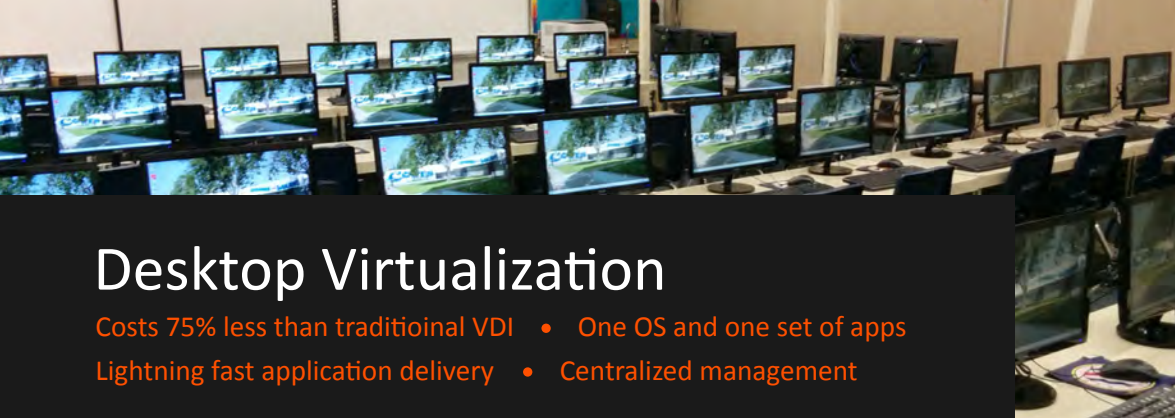 Desktop Virtualization
Costs 75% less than traditioinal VDI • One OS and one set of apps
Lightning fast application delivery • Centralized management